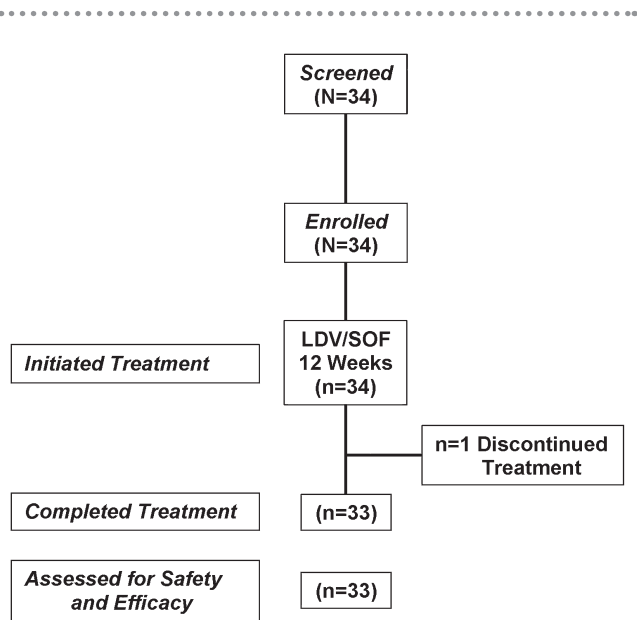 Screened
(N=34)
Enrolled
(N=34)
Initiated Treatment
LDV/SOF
12 Weeks
(n=34)
n=1 Discontinued
Treatment
Completed Treatment
(n=33)
Assessed for Safety
and Efficacy
(n=33)